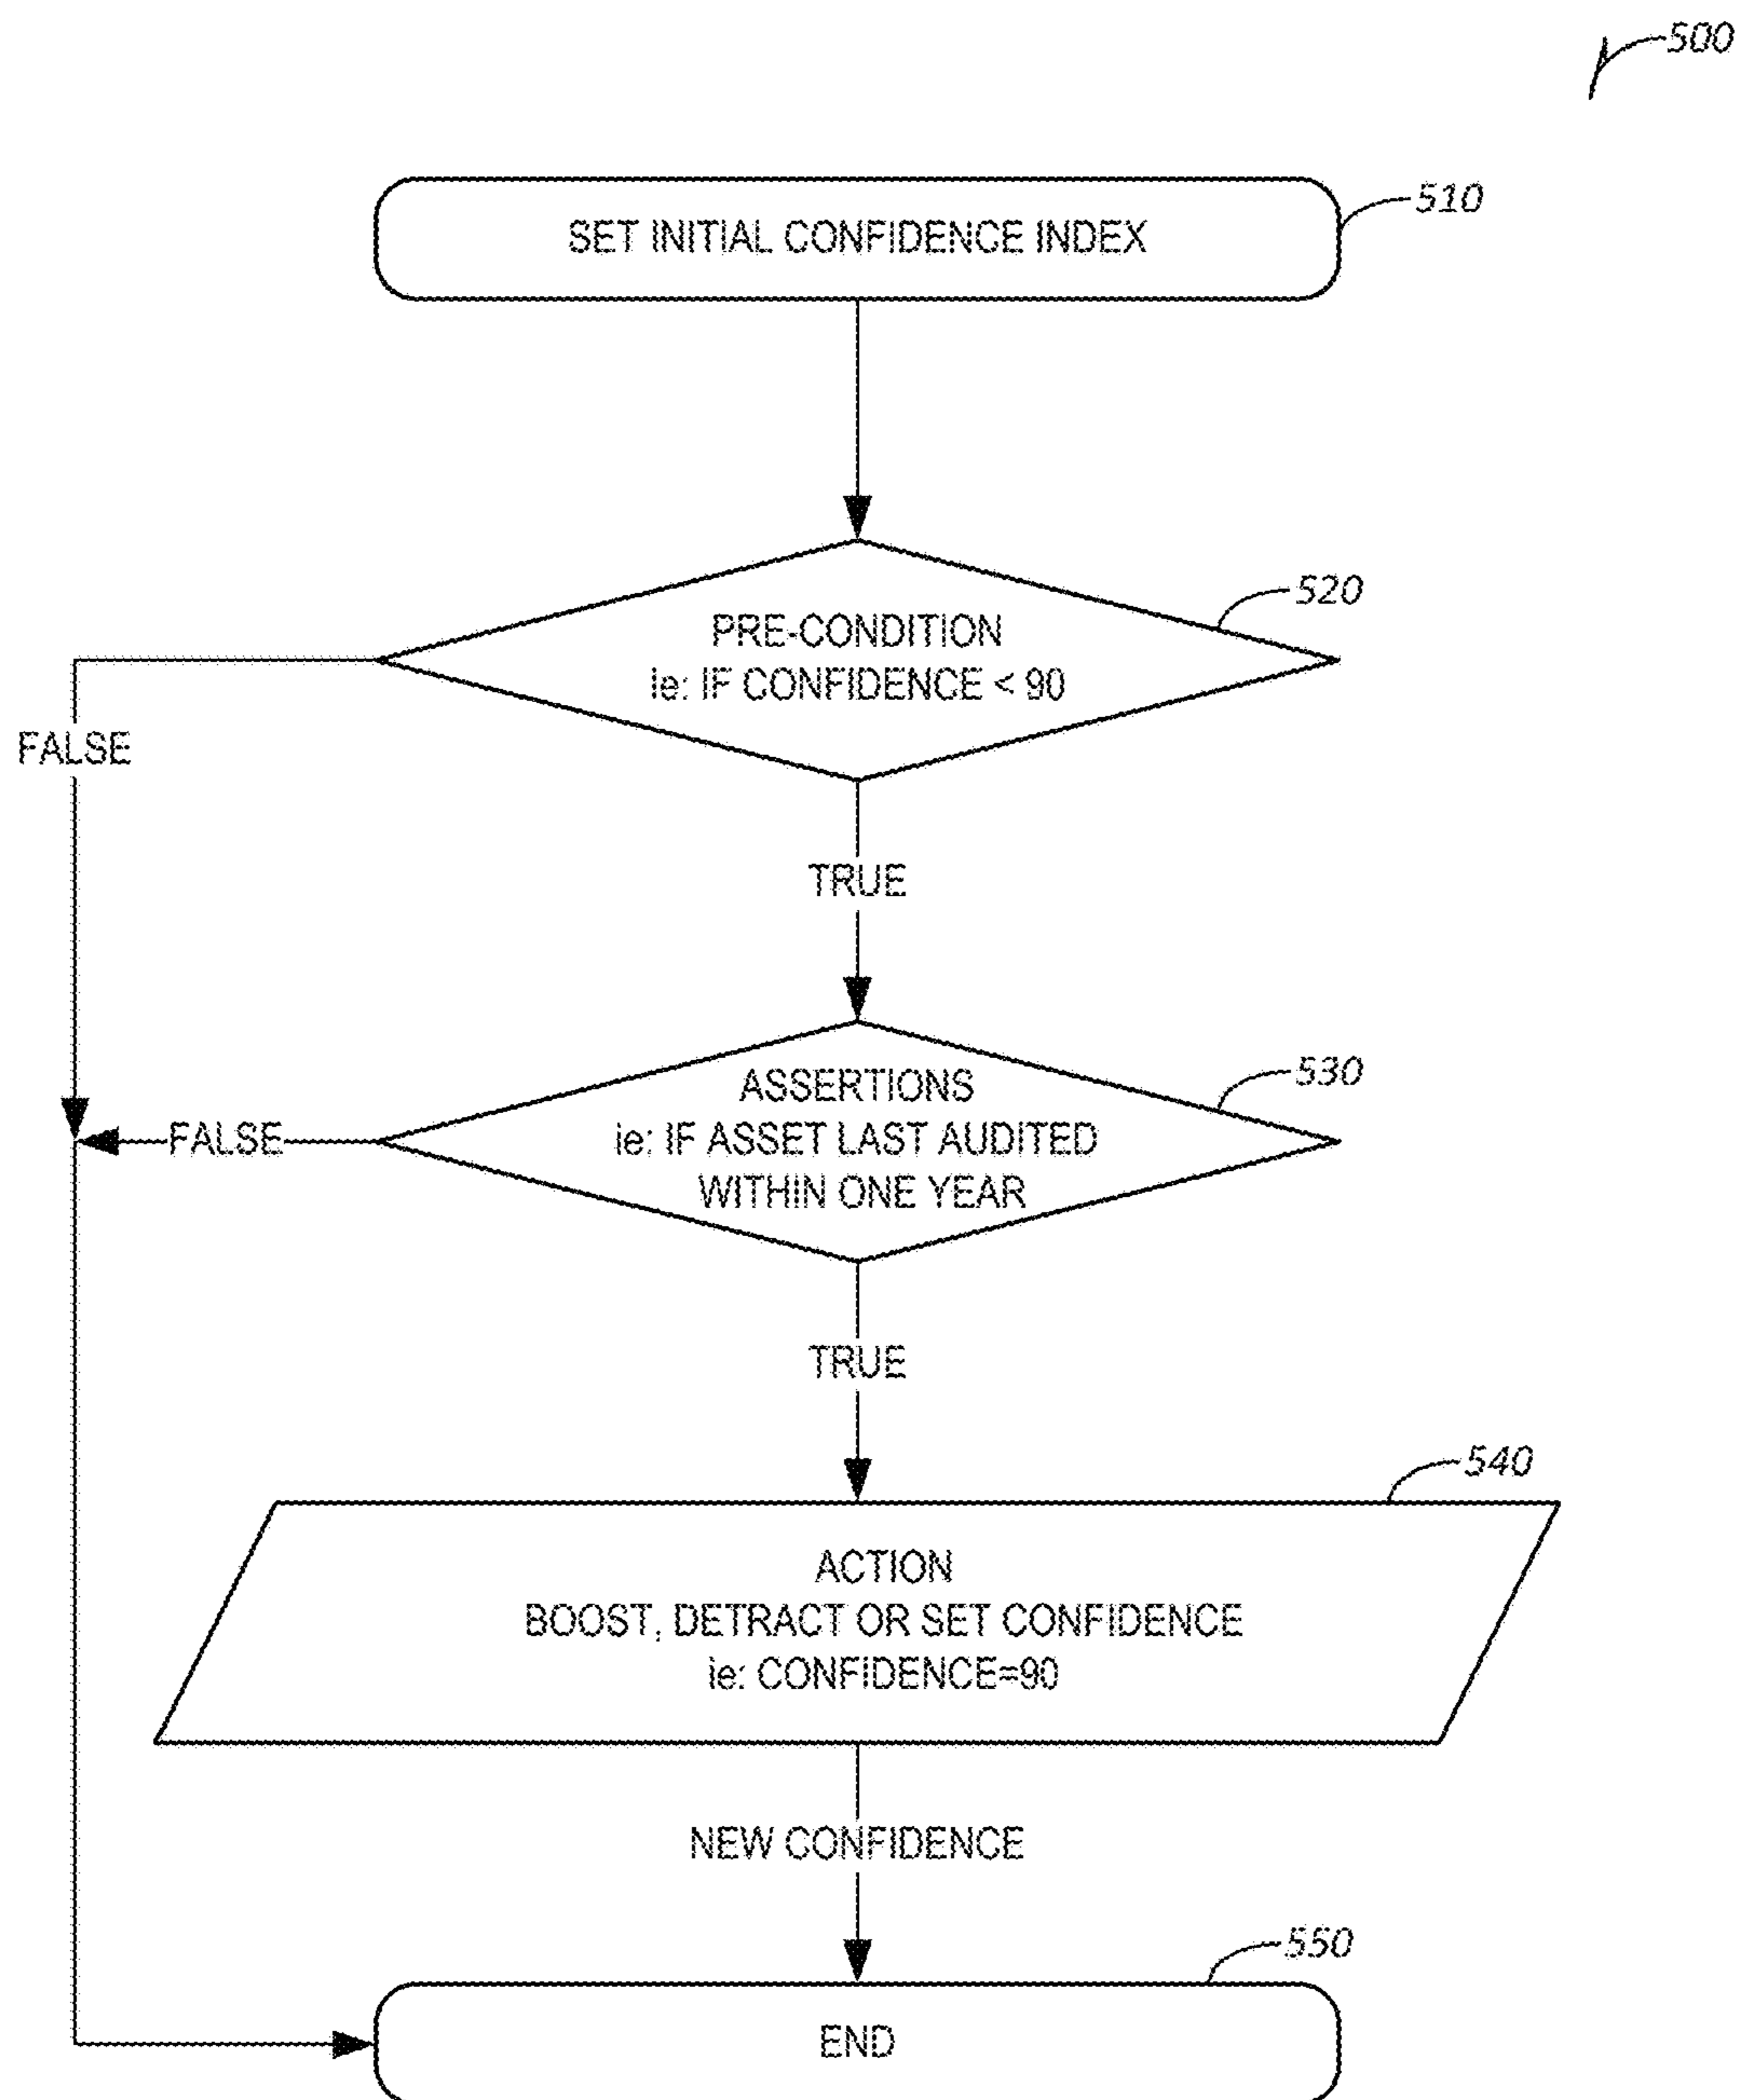 500
SET INITIAL CONFIDENCE INDEX
510
520
PRE-CONDITION
ie: IF CONFIDENCE < 90
FALSE
TRUE
530
ASSERTIONS
ie: IF ASSET LAST AUDITED
WITHIN ONE YEAR
FALSE
TRUE
540
ACTION
BOOST, DETRACT OR SET CONFIDENCE
ie: CONFIDENCE=90
NEW CONFIDENCE
550
END